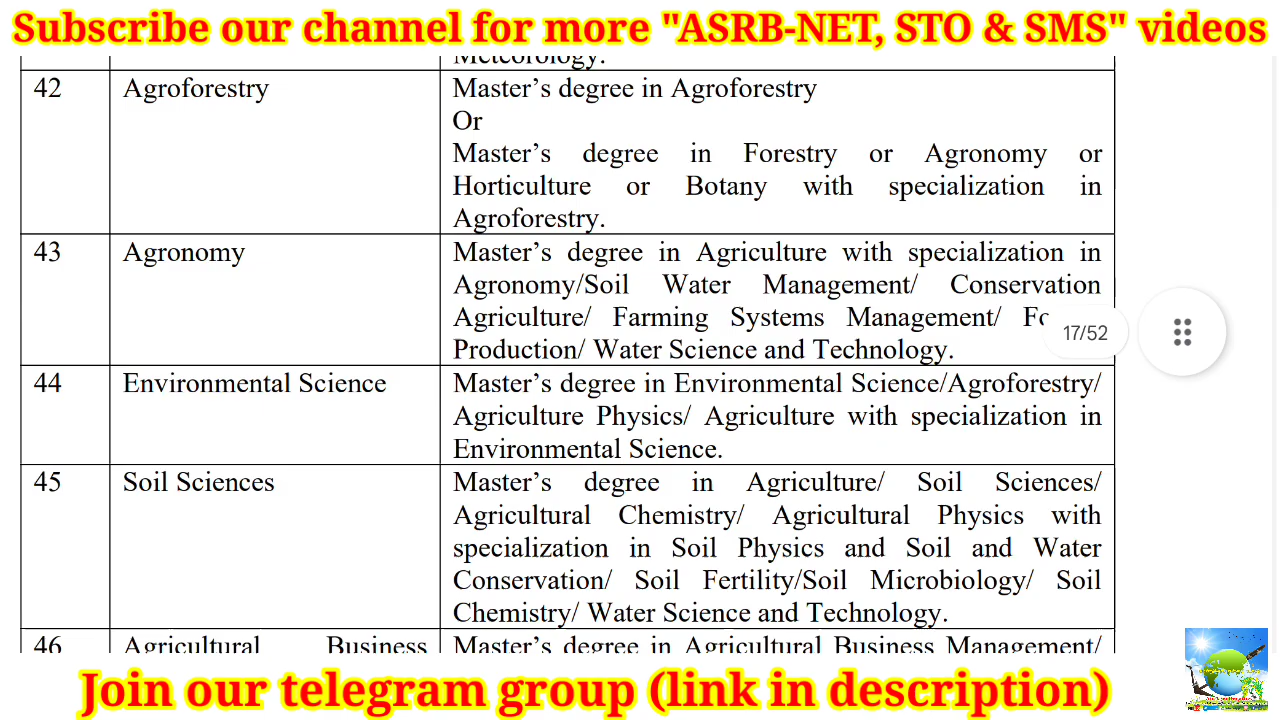 Subscribe our channel for more "ASRB-NET, STO & SMS" videos
Meteorology.
42 Agroforestry Master’s degree in Agroforestry
Or
Master’s degree in Forestry or Agronomy or
Horticulture or Botany with specialization in
Agroforestry.
43 Agronomy Master’s degree in Agriculture with specialization in
Agronomy/Soil Water Management/ Conservation
Agriculture/ Farming Systems Management/
17/52
Production/ Water Science and Technology.
44 Environmental Science Master’s degree in Environmental Science/Agroforestry/
Agriculture Physics/ Agriculture with specialization in
Environmental Science.
45 Soil Sciences Master’s degree in Agriculture/ Soil Sciences/
Agricultural Chemistry/ Agricultural Physics with
specialization in Soil Physics and Soil and Water
Conservation/ Soil Fertility/Soil Microbiology/ Soil
Chemistry/ Water Science and Technology.
46 Agricultural Business Master’s degree in Agricultural Business Management/
Join our telegram group (link in description)